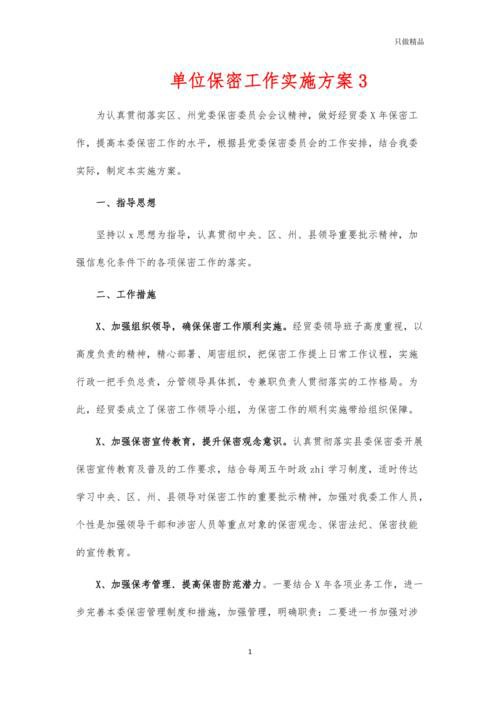 只做精品
单位保密工作实施方案3
为认真贯彻落实区、州党委保密委员会会议精神，做好经贸委X年保密工
作，提高本委保密工作的水平，根据县党委保密委员会的工作安排，结合我委
实际，制定本实施方案。
一、指导思想
坚持以x思想为指导，认真贯彻中央、区、州、县领导重要批示精神，加
强信息化条件下的各项保密工作的落实。
二、工作措施
X、加强组织领导，确保保密工作顺利实施。经贸委领导班子高度重视，以
高度负责的精神，精心部署、周密组织，把保密工作提上日常工作议程，实施
行政一把手负总责，分管领导具体抓，专兼职负责人贯彻落实的工作格局。为
此，经贸委成立了保密工作领导小组，为保密工作的顺利实施带给组织保障。
X、加强保密宣传教育，提升保密观念意识。认真贯彻落实县委保密委开展
保密宣传教育及普及的工作要求，结合每周五午时政zhi学习制度，适时传达
学习中央、区、州、县领导对保密工作的重要批示精神，加强对我委工作人员，
个性是加强领导干部和涉密人员等重点对象的保密观念、保密法纪、保密技能
的宣传教育。
X、加强保考管理．提高保密防范潜力。一要结合X年各项业务工作，进一
步完善本委保密管理制度和措施，加强管理，明确职责；二要进一书加强对涉
1